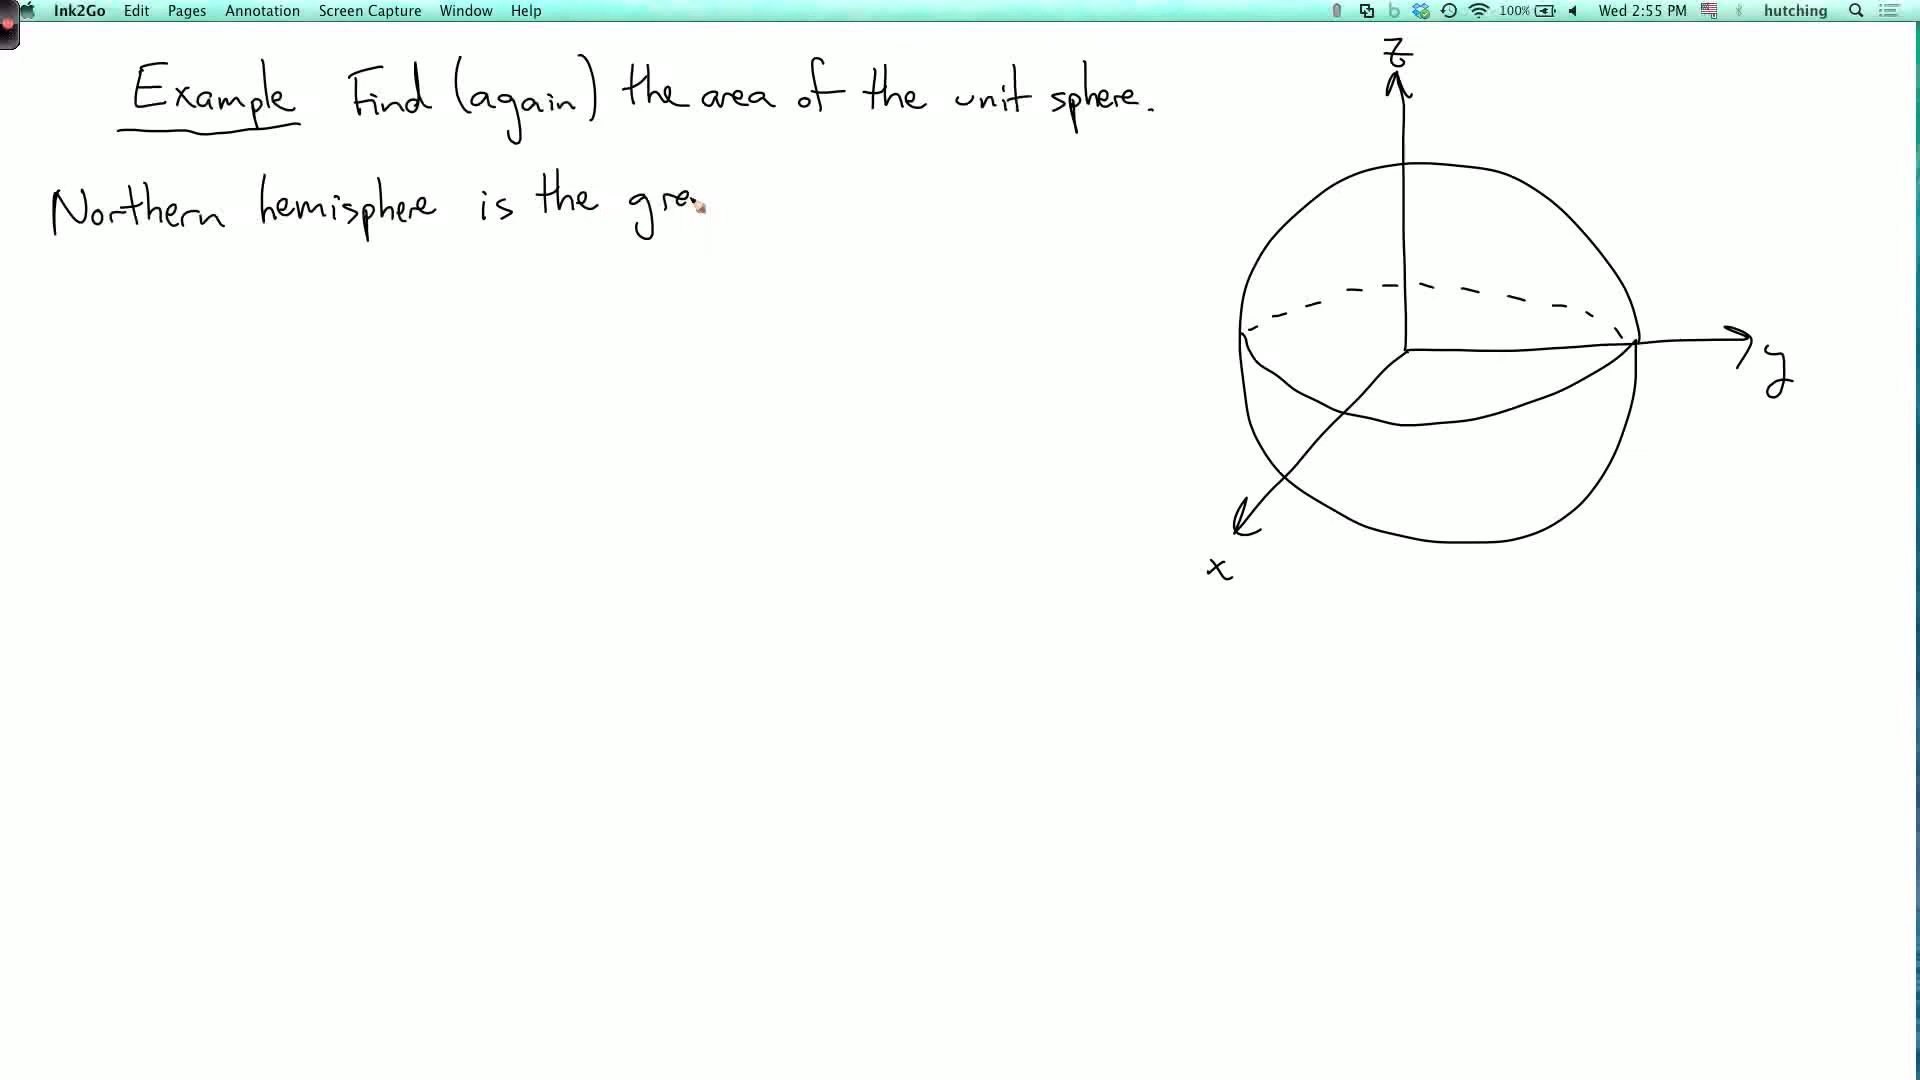 Ink2Go Edit Pages Annotation Screen Capture Window Help 100% Wed 2:55 PM hutching
Example Find (again) the area of the unit sphere.
Northern hemisphere is the gre
z
y
x